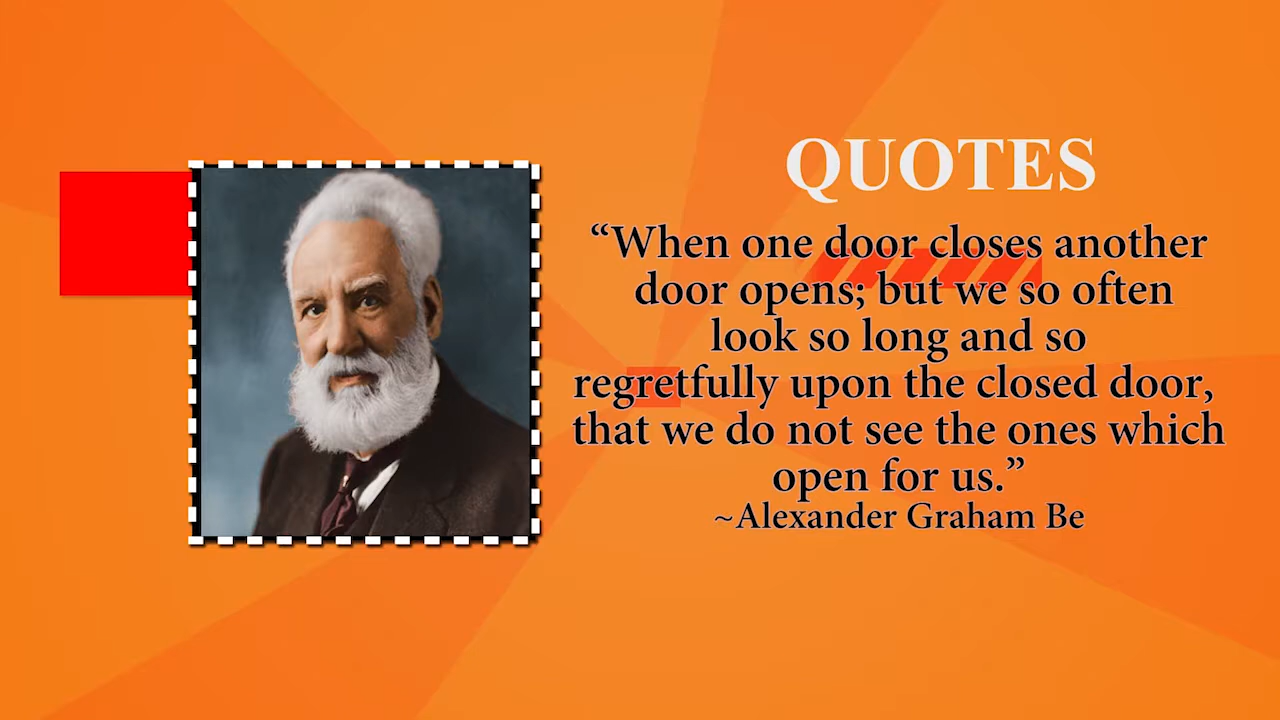 QUOTES
“When one door closes another
door opens; but we so often
look so long and so
regretfully upon the closed door,
that we do not see the ones which
open for us.”
~Alexander Graham Be